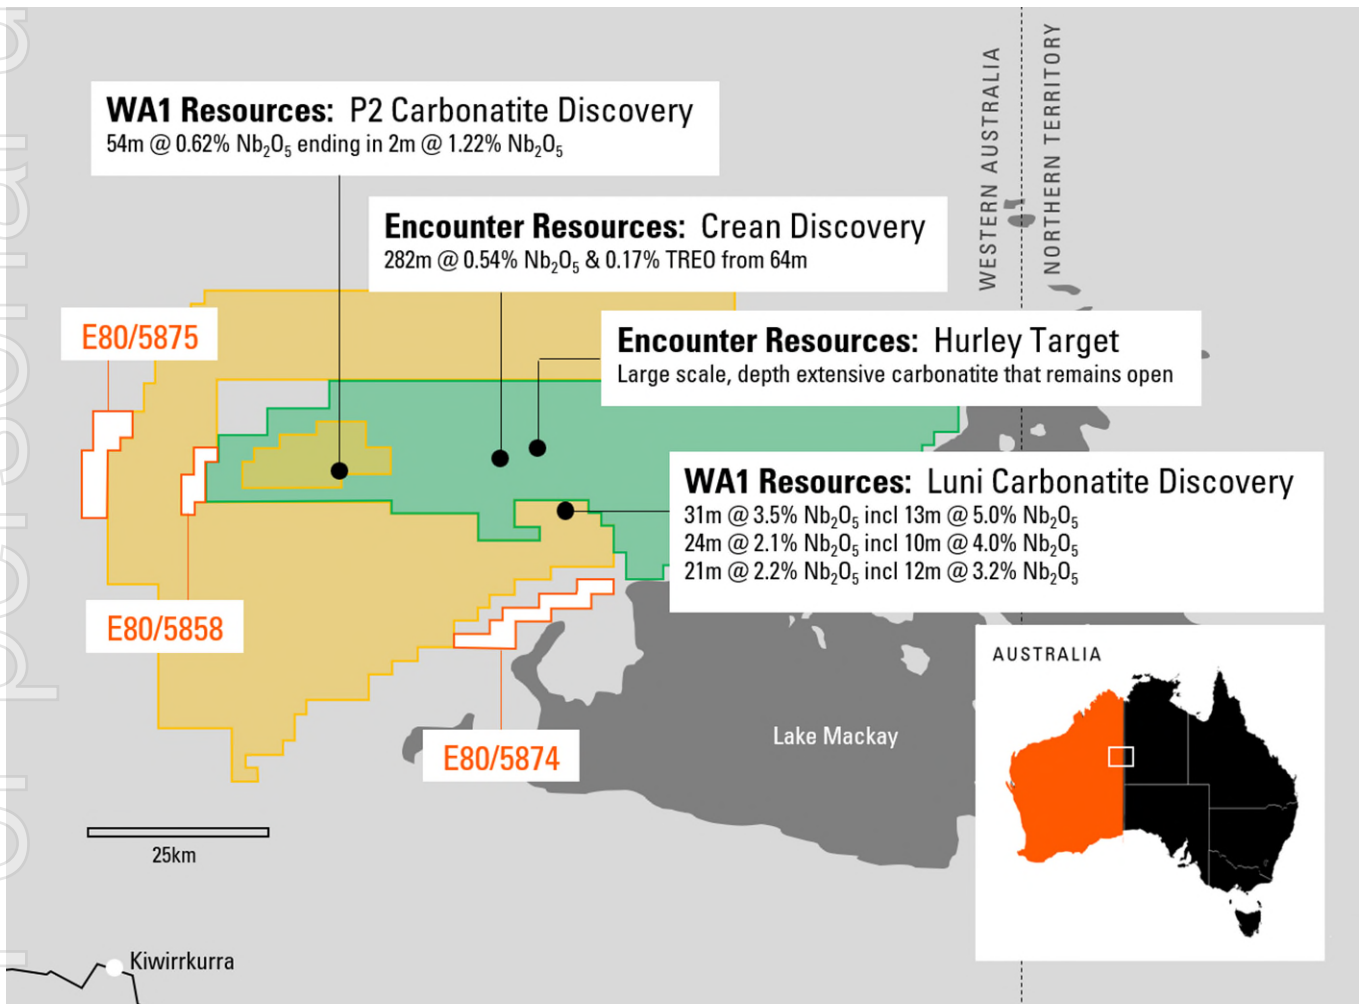 For personal u
WESTERN AUSTRALIA
NORTHERN TERRITORY
WA1 Resources: P2 Carbonatite Discovery
54m @ 0.62% Nb₂O₅ ending in 2m @ 1.22% Nb₂O₅
Encounter Resources: Crean Discovery
282m @ 0.54% Nb₂O₅ & 0.17% TREO from 64m
E80/5875
Encounter Resources: Hurley Target
Large scale, depth extensive carbonatite that remains open
WA1 Resources: Luni Carbonatite Discovery
31m @ 3.5% Nb₂O₅ incl 13m @ 5.0% Nb₂O₅
24m @ 2.1% Nb₂O₅ incl 10m @ 4.0% Nb₂O₅
21m @ 2.2% Nb₂O₅ incl 12m @ 3.2% Nb₂O₅
E80/5858
AUSTRALIA
Lake Mackay
E80/5874
25km
Kiwirrkurra